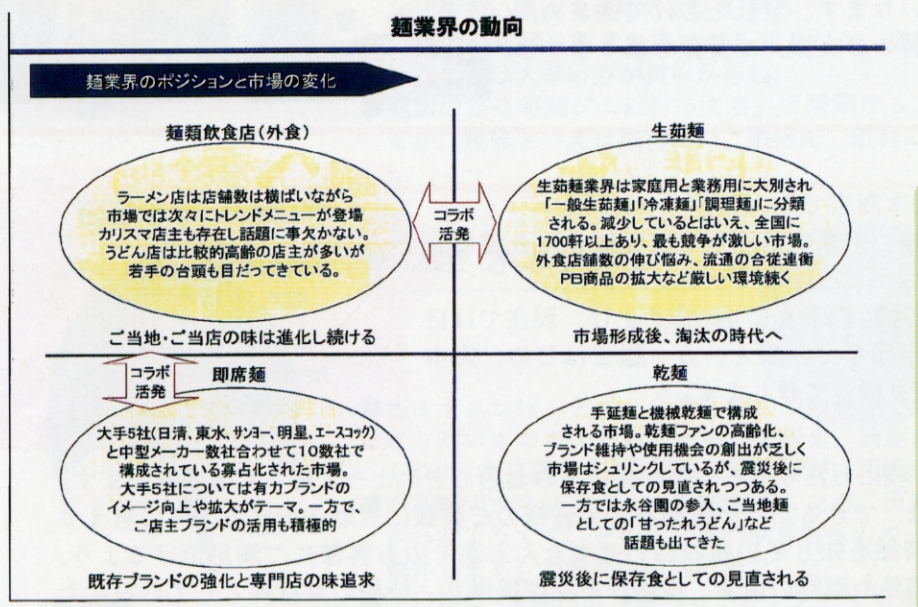 麺業界の動向
麺業界のポジションと市場の変化
麺類飲食店(外食)
ラーメン店は店舗数は横ばいながら
市場では次々にトレンドメニューが登場
カリスマ店主も存在し話題に事欠かない。
うどん店は比較的高齢の店主が多いが
若手の台頭も目だってきている。
ご当地・ご当店の味は進化し続ける
コラボ
活発
生茹麺
生茹麺業界は家庭用と業務用に大別され
「一般生茹麺」「冷凍麺」「調理麺」に分類
される。減少しているとはいえ、全国に
1700軒以上あり、最も競争が激しい市場。
外食店舗数の伸び悩み、流通の合従連衡
PB商品の拡大など厳しい環境続く
市場形成後、淘汰の時代へ
コラボ
活発
即席麺
大手5社(日清、東水、サンヨー、明星、エースコック)
と中型メーカー数社合わせて10数社で
構成されている寡占化された市場。
大手5社については有力ブランドの
イメージ向上や拡大がテーマ。一方で、
ご店主ブランドの活用も積極的
既存ブランドの強化と専門店の味追求
乾麺
手延麺と機械乾麺で構成
される市場。乾麺ファンの高齢化、
ブランド維持や使用機会の創出が乏しく
市場はシュリンクしているが、震災後に
保存食としての見直されつつある。
一方では永谷園の参入、ご当地麺
としての「甘ったれうどん」など
話題も出てきた
震災後に保存食としての見直される